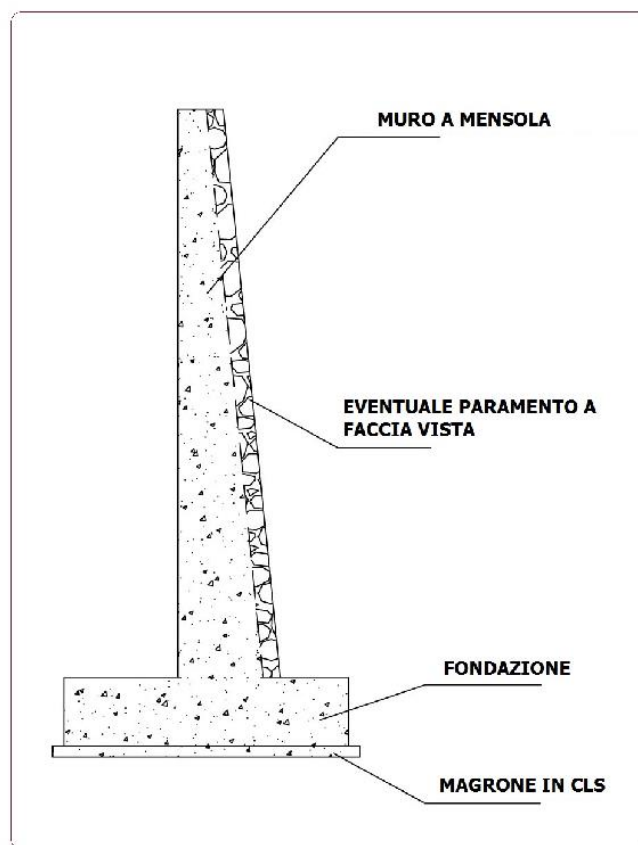 MURO A MENSOLA
EVENTUALE PARAMENTO A
FACCIA VISTA
FONDAZIONE
MAGRONE IN CLS